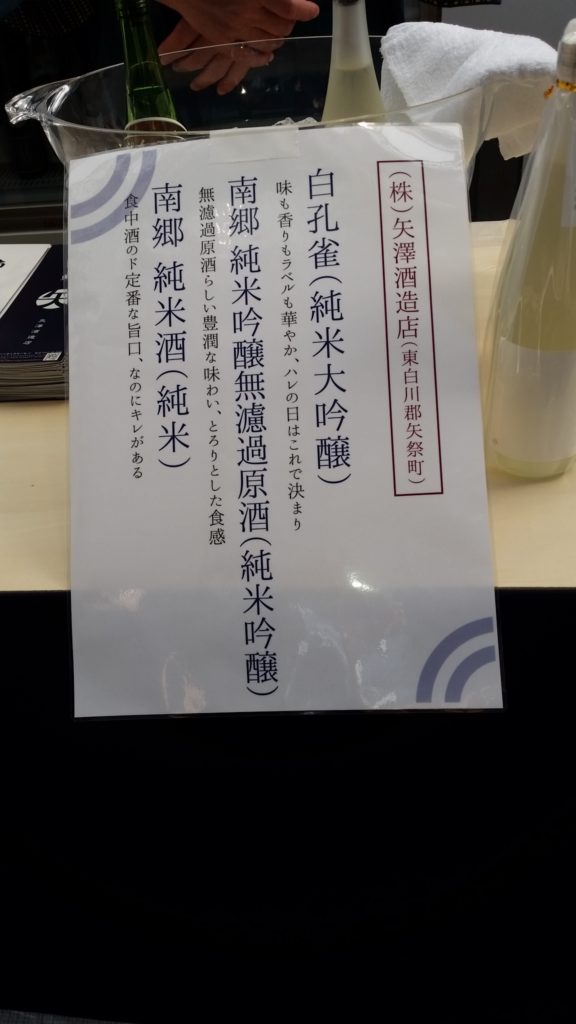 (株)矢澤酒造店(東白川郡矢祭町)
白孔雀(純米大吟醸)
味も香りもラベルも華やか、ハレの日はこれで決まり
南郷 純米吟醸無濾過原酒(純米吟醸)
無濾過原酒らしい豊潤な味わい、とろりとした食感
南郷 純米酒(純米)
食中酒のド定番な旨口、なのにキレがある